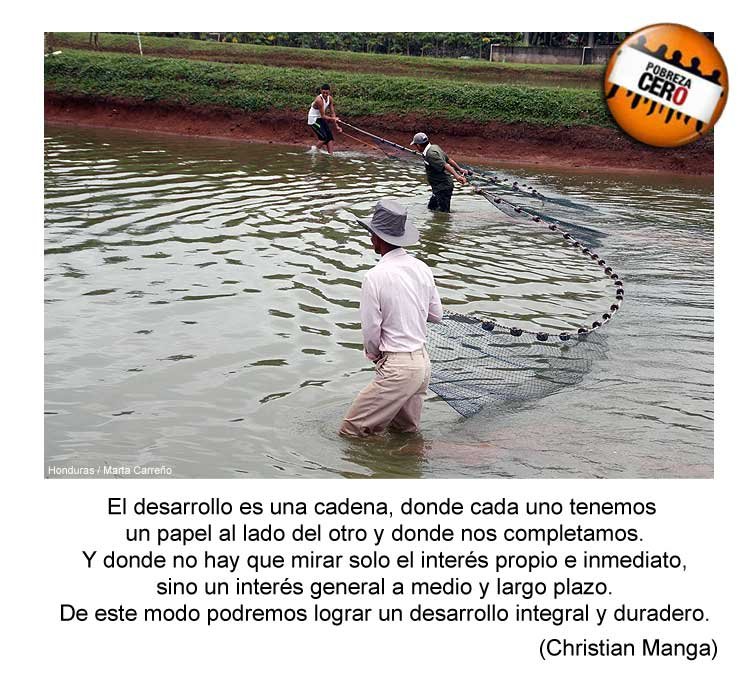 POBREZA
CERO
Honduras / Marta Carreño
El desarrollo es una cadena, donde cada uno tenemos
un papel al lado del otro y donde nos completamos.
Y donde no hay que mirar solo el interés propio e inmediato,
sino un interés general a medio y largo plazo.
De este modo podremos lograr un desarrollo integral y duradero.
(Christian Manga)